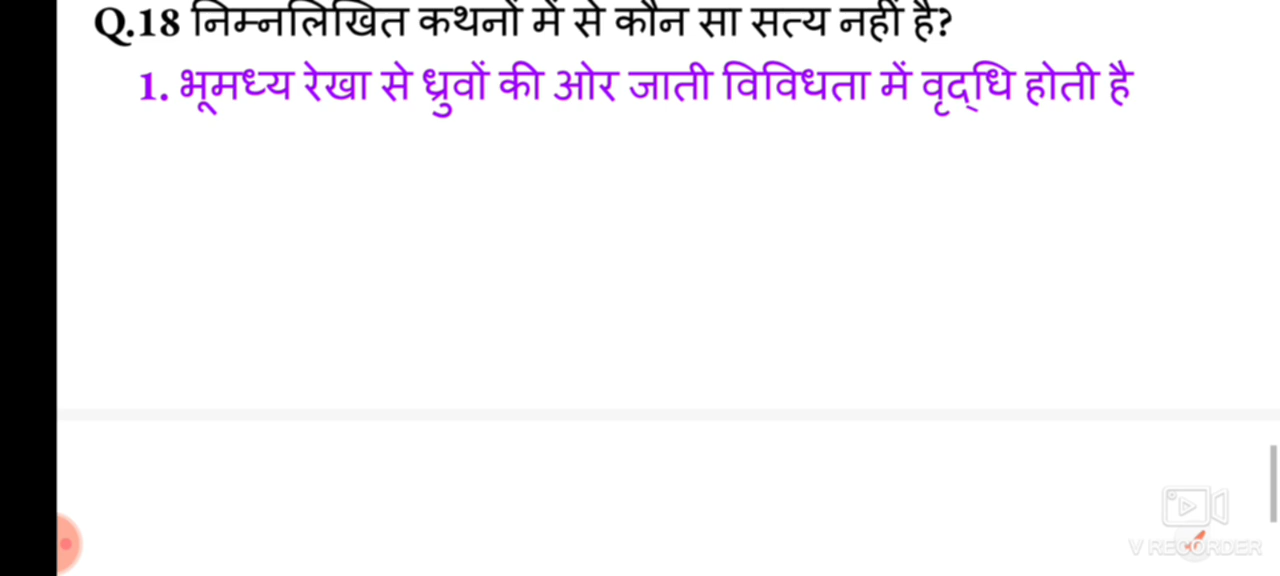 Q.18 निम्नलिखित कथनों में से कौन सा सत्य नहीं है?
1. भूमध्य रेखा से ध्रुवों की ओर जाती विविधता में वृद्धि होती है
V RECORDER